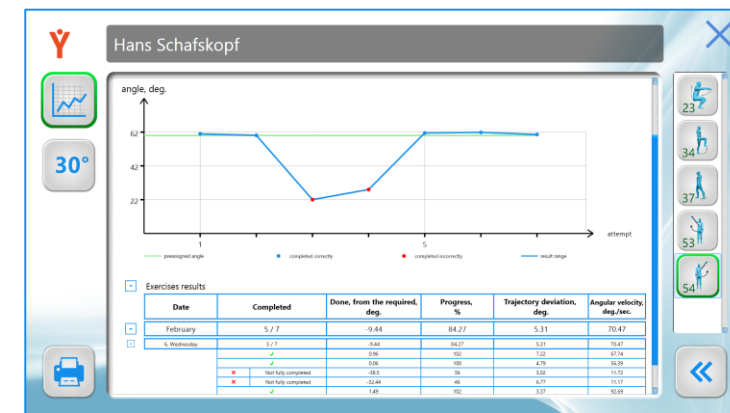 Hans Schafskopf
angle, deg.
62
42
22
1
5
attempt
preassigned angle
completed correctly
completed incorrectly
result range
30°
23
34
37
53
54
Exercises results
Date Completed Done, from the required, deg. Progress, % Trajectory deviation, deg. Angular velocity, deg./sec.
February 5 / 7 -9.44 84.27 5.31 70.47
6. Wednesday 5 / 7 -9.44 84.27 5.31 70.47
✓ 0.96 102 7.22 67.74
✓ 0.06 100 4.79 56.39
× Not fully completed -38.5 36 3.02 11.72
× Not fully completed -32.44 46 6.77 11.17
✓ 1.49 102 3.37 92.69